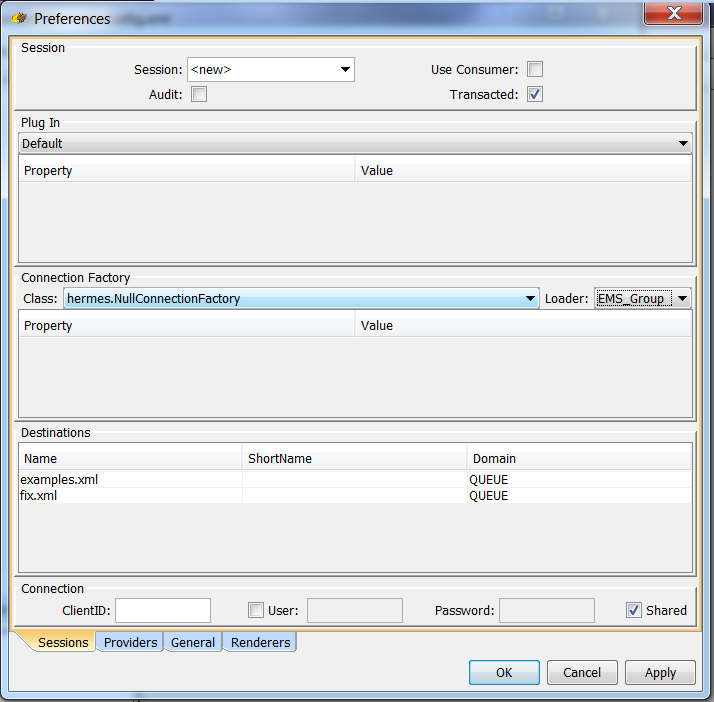 Preferences
Session
Session: <new> Use Consumer:
Audit: Transacted:
Plug In
Default
Property Value
Connection Factory
Class: hermes.NullConnectionFactory Loader: EMS_Group
Property Value
Destinations
Name ShortName Domain
examples.xml QUEUE
fix.xml QUEUE
Connection
ClientID: User: Password: Shared
Sessions Providers General Renderers
OK Cancel Apply